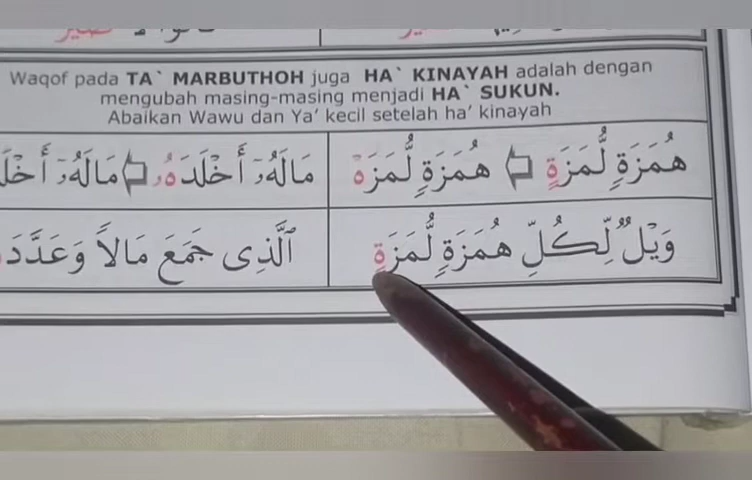 Waqof pada TA` MARBUTHOH juga HA` KINAYAH adalah dengan
mengubah masing-masing menjadi HA` SUKUN.
Abaikan Wawu dan Ya’ kecil setelah ha’ kinayah
هُمَزَةٍ لُّمَزَةٍ ⇦ هُمَزَةٍ لُّمَزَهْ
مَالَهُۥٓ أَخْلَدَهُۥ ⇦ مَالَهُۥٓ
وَيْلٌ لِّكُلِّ هُمَزَةٍ لُّمَزَةٍ
ٱلَّذِى جَمَعَ مَالاً وَعَدَّدَ